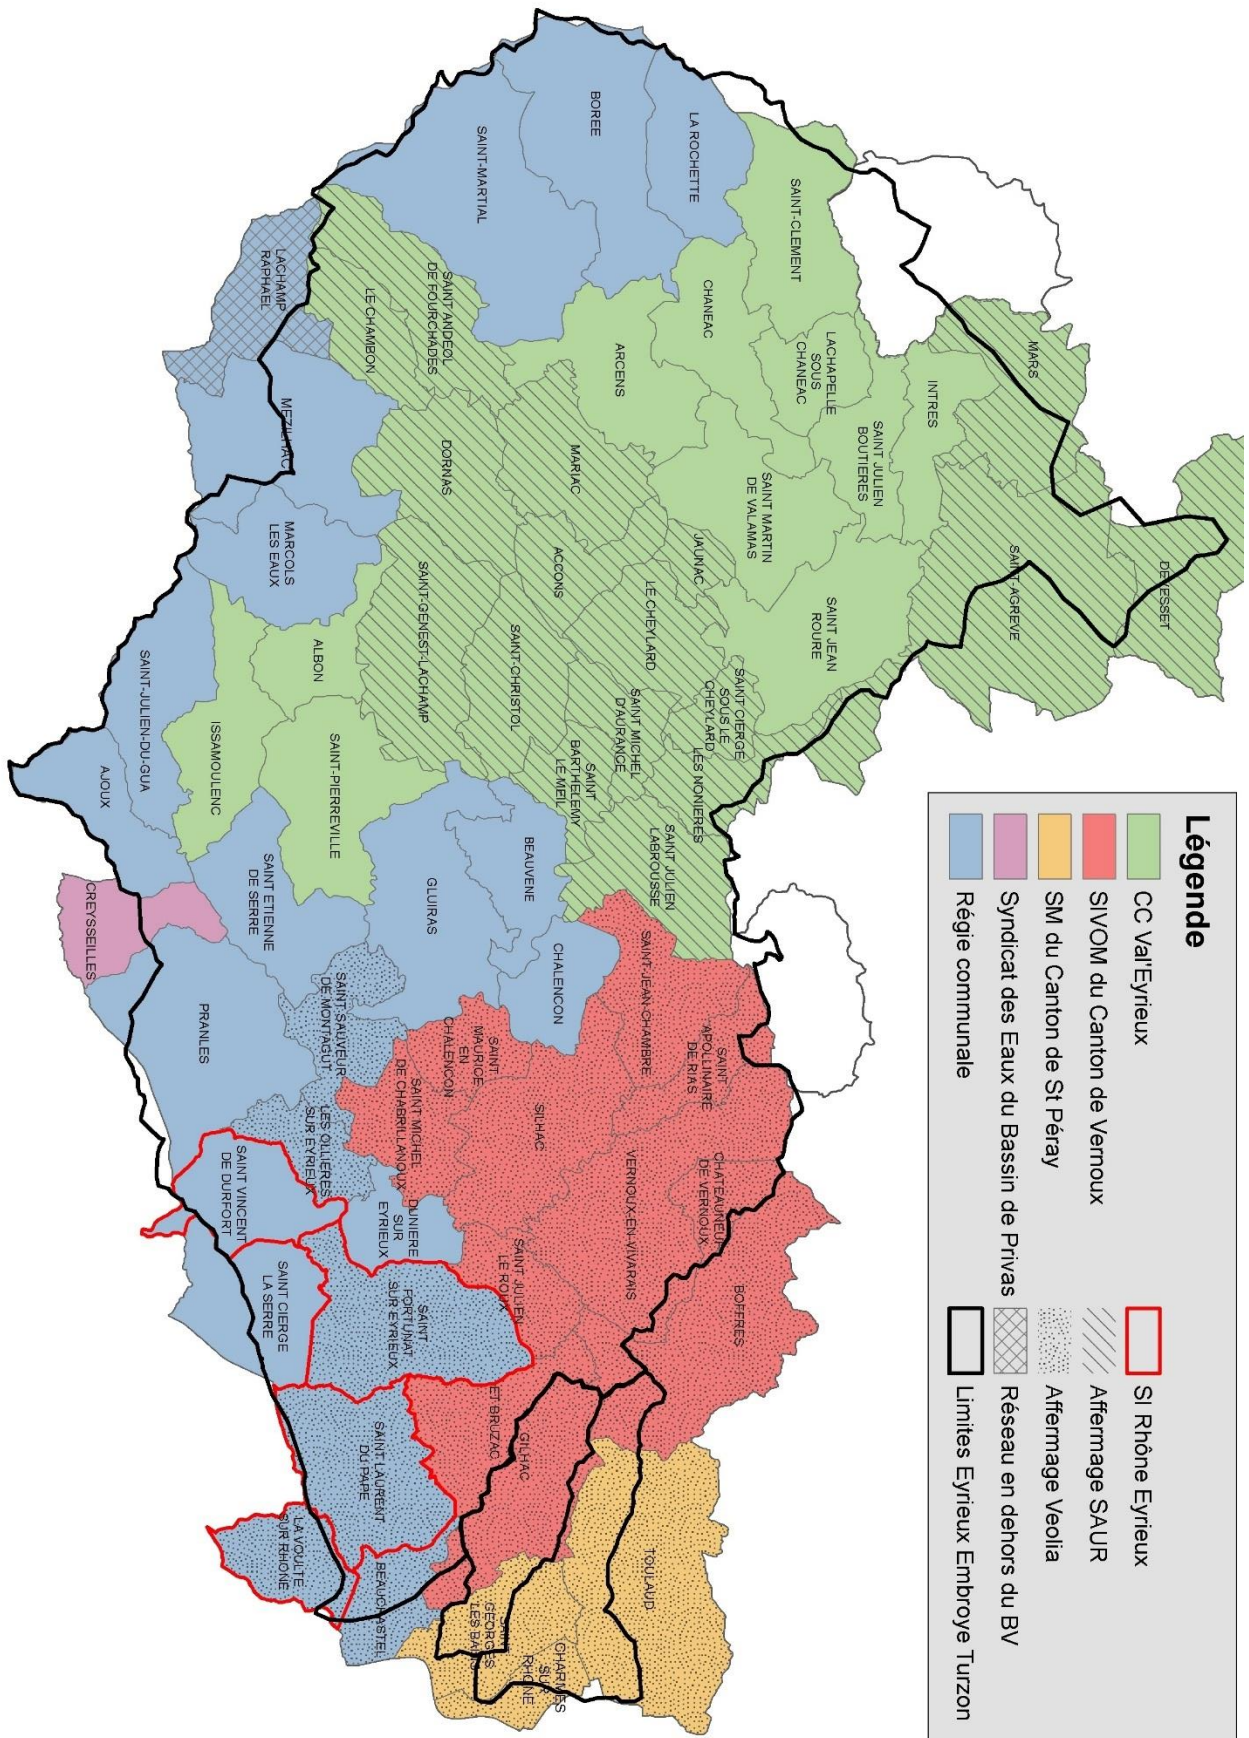 Légende
CC Val'Eyrieux
SIVOM du Canton de Vernoux
SM du Canton de St Péray
Syndicat des Eaux du Bassin de Privas
Régie communale
SI Rhône Eyrieux
Affermage SAUR
Affermage Veolia
Réseau en dehors du BV
Limites Eyrieux Embroye Turzon
DEVESSET
MARS
SAINT-AGREVE
INTRES
SAINT JULIEN
BOUTIERES
SAINT-CLEMENT
LACHAPELLE
SOUS
CHANEAC
SAINT JEAN
ROURE
CHANEAC
SAINT MARTIN
DE VALAMAS
LA ROCHETTE
JAUNAC
SAINT CIERGE
SOUS LE
CHEYLARD
LES NONIERES
BOREE
ARCENS
LE CHEYLARD
SAINT MICHEL
D'AURANCE
SAINT JULIEN
LABROUSSE
MARIAC
ACCONS
SAINT
BARTHELEMY
LE MEIL
SAINT-MARTIAL
SAINT ANDEOL
DE FOURCHADES
DORNAS
SAINT-CHRISTOL
LE CHAMBON
SAINT-GENEST-LACHAMP
LACHAMP
RAPHAEL
MEZILHAC
MARCOLS
LES EAUX
ALBON
SAINT-PIERREVILLE
ISSAMOULENC
SAINT-JULIEN-DU-GUA
AJOUX
BEAUVENE
GLUIRAS
CHALENCON
SAINT ETIENNE
DE SERRE
CREYSSEILLES
PRANLES
SAINT SAUVEUR
DE MONTAGUT
LES OLLIERES
SUR EYRIEUX
SAINT-JEAN-CHAMBRE
SAINT
APOLLINAIRE
DE RIAS
SAINT
MAURICE
EN
CHALENCON
SILHAC
SAINT MICHEL
DE CHABRILLANOUX
CHATEAUNEUF
DE VERNOUX
VERNOUX-EN-VIVARAIS
BOFFRES
SAINT JULIEN
LE ROUX
DUNIERE
SUR
EYRIEUX
SAINT VINCENT
DE DURFORT
SAINT CIERGE
LA SERRE
SAINT
FORTUNAT
SUR EYRIEUX
GILHAC
ET BRUZAC
SAINT LAURENT
DU PAPE
LA VOULTE
SUR RHONE
BEAUCHASTEL
TOULAUD
CHARMES
SUR
RHONE
GEORGES
LES BAINS